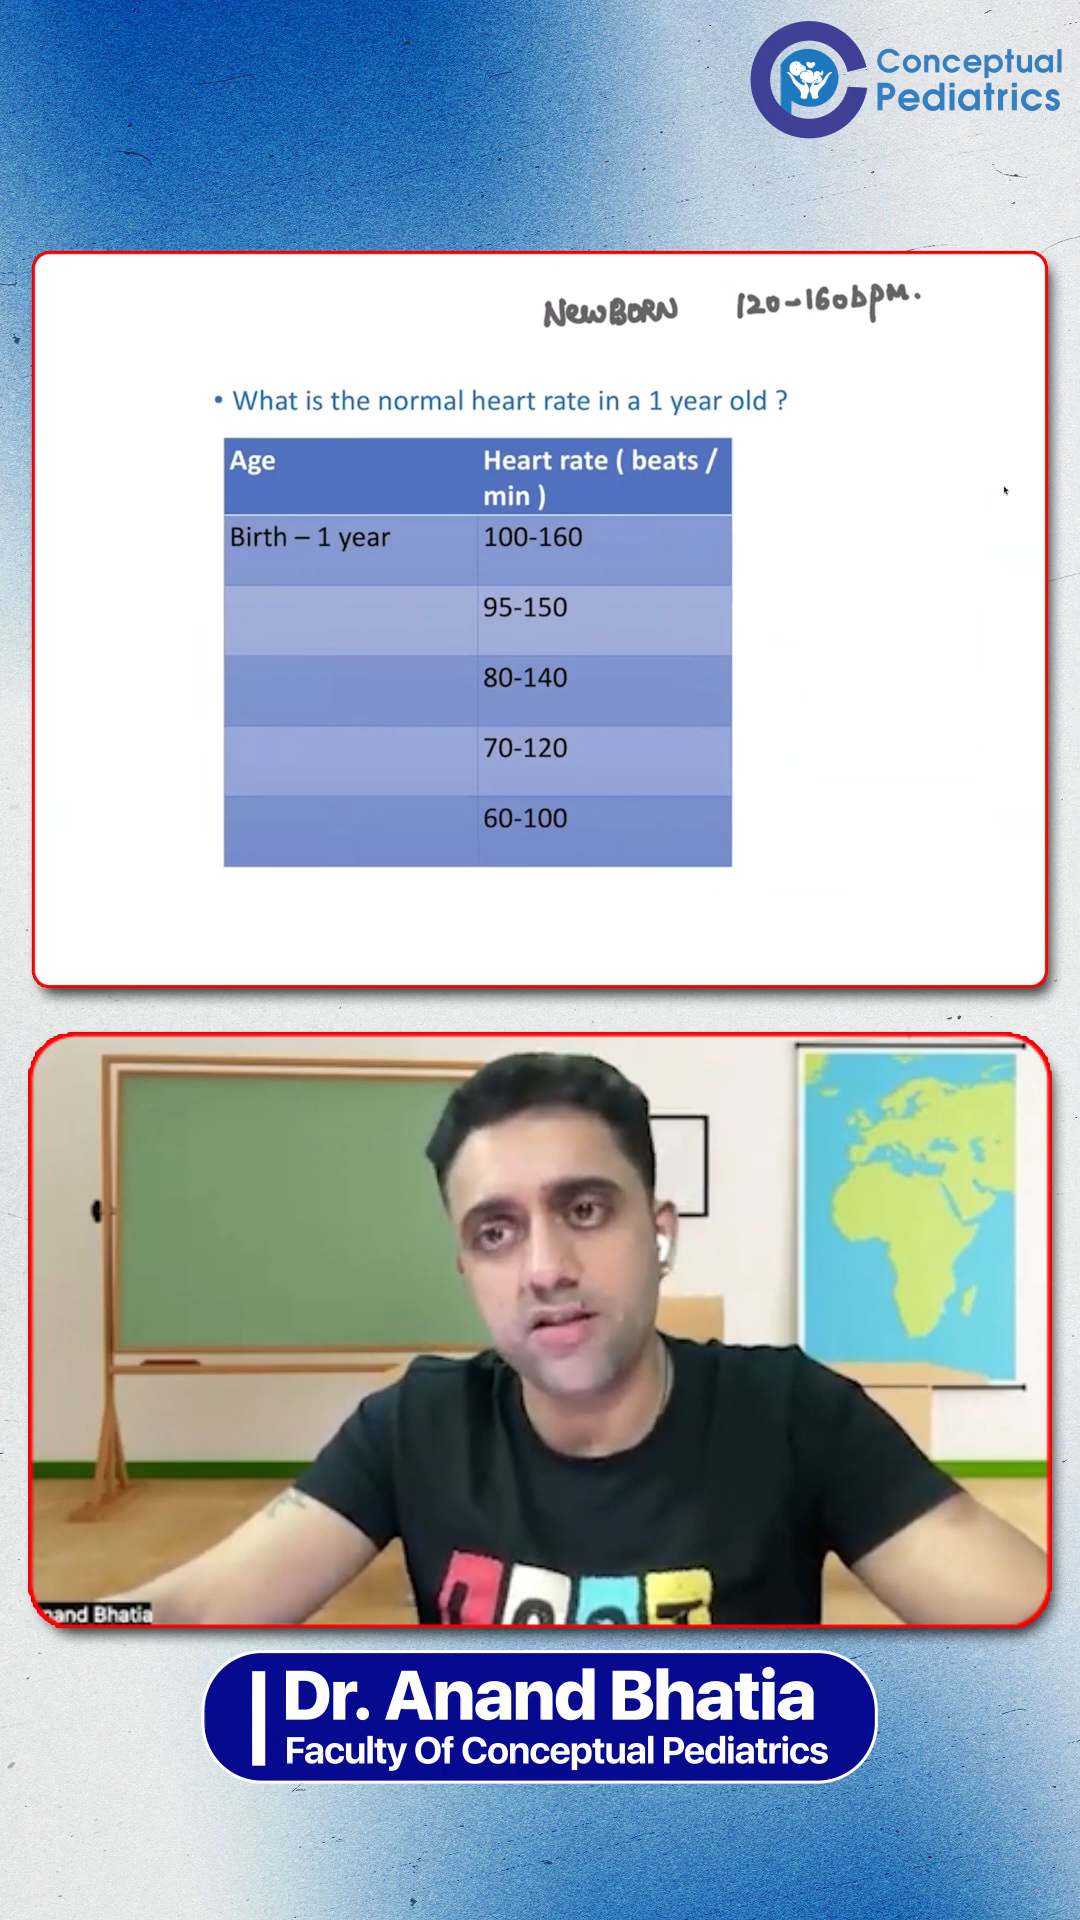 Conceptual
Pediatrics
NewBORN 120-160bpm.
• What is the normal heart rate in a 1 year old ?
Age Heart rate ( beats /
min )
Birth – 1 year 100-160
95-150
80-140
70-120
60-100
nand Bhatia
Dr. Anand Bhatia
Faculty Of Conceptual Pediatrics